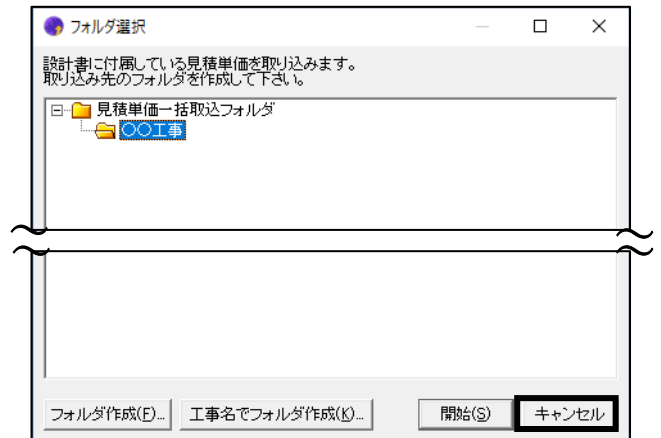 フォルダ選択
設計書に付属している見積単価を取り込みます。
取り込み先のフォルダを作成して下さい。
見積単価一括取込フォルダ
〇〇工事
フォルダ作成(F)... 工事名でフォルダ作成(K)... 開始(S) キャンセル